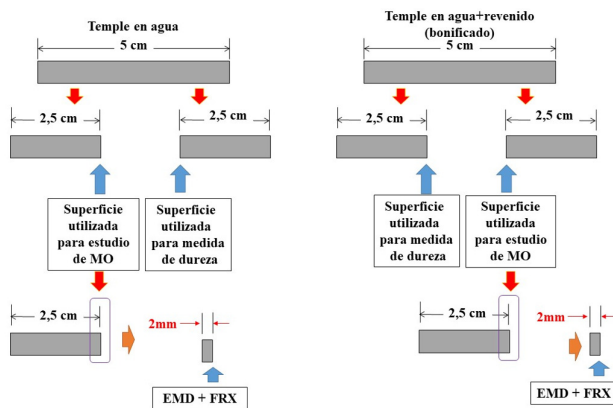 Temple en agua
5 cm
2,5 cm
2,5 cm
Superficie
utilizada
para estudio
de MO
Superficie
utilizada
para medida
de dureza
2,5 cm
2mm
EMD + FRX
Temple en agua+revenido
(bonificado)
5 cm
2,5 cm
2,5 cm
Superficie
utilizada
para medida
de dureza
Superficie
utilizada
para estudio
de MO
2,5 cm
2mm
EMD + FRX